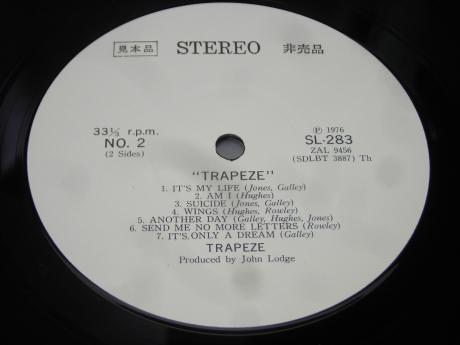 見本品 STEREO 非売品
33⅓ r.p.m. ℗ 1976
NO. 2 SL-283
(2 Sides) ZAL 9456
(SDLBT 3887) Th
"TRAPEZE"
1. IT'S MY LIFE (Jones, Galley)
2. AM I (Hughes)
3. SUICIDE (Jones, Galley)
4. WINGS (Hughes, Rowley)
5. ANOTHER DAY (Galley, Hughes, Jones)
6. SEND ME NO MORE LETTERS (Rowley)
7. IT'S ONLY A DREAM (Galley)
TRAPEZE
Produced by John Lodge